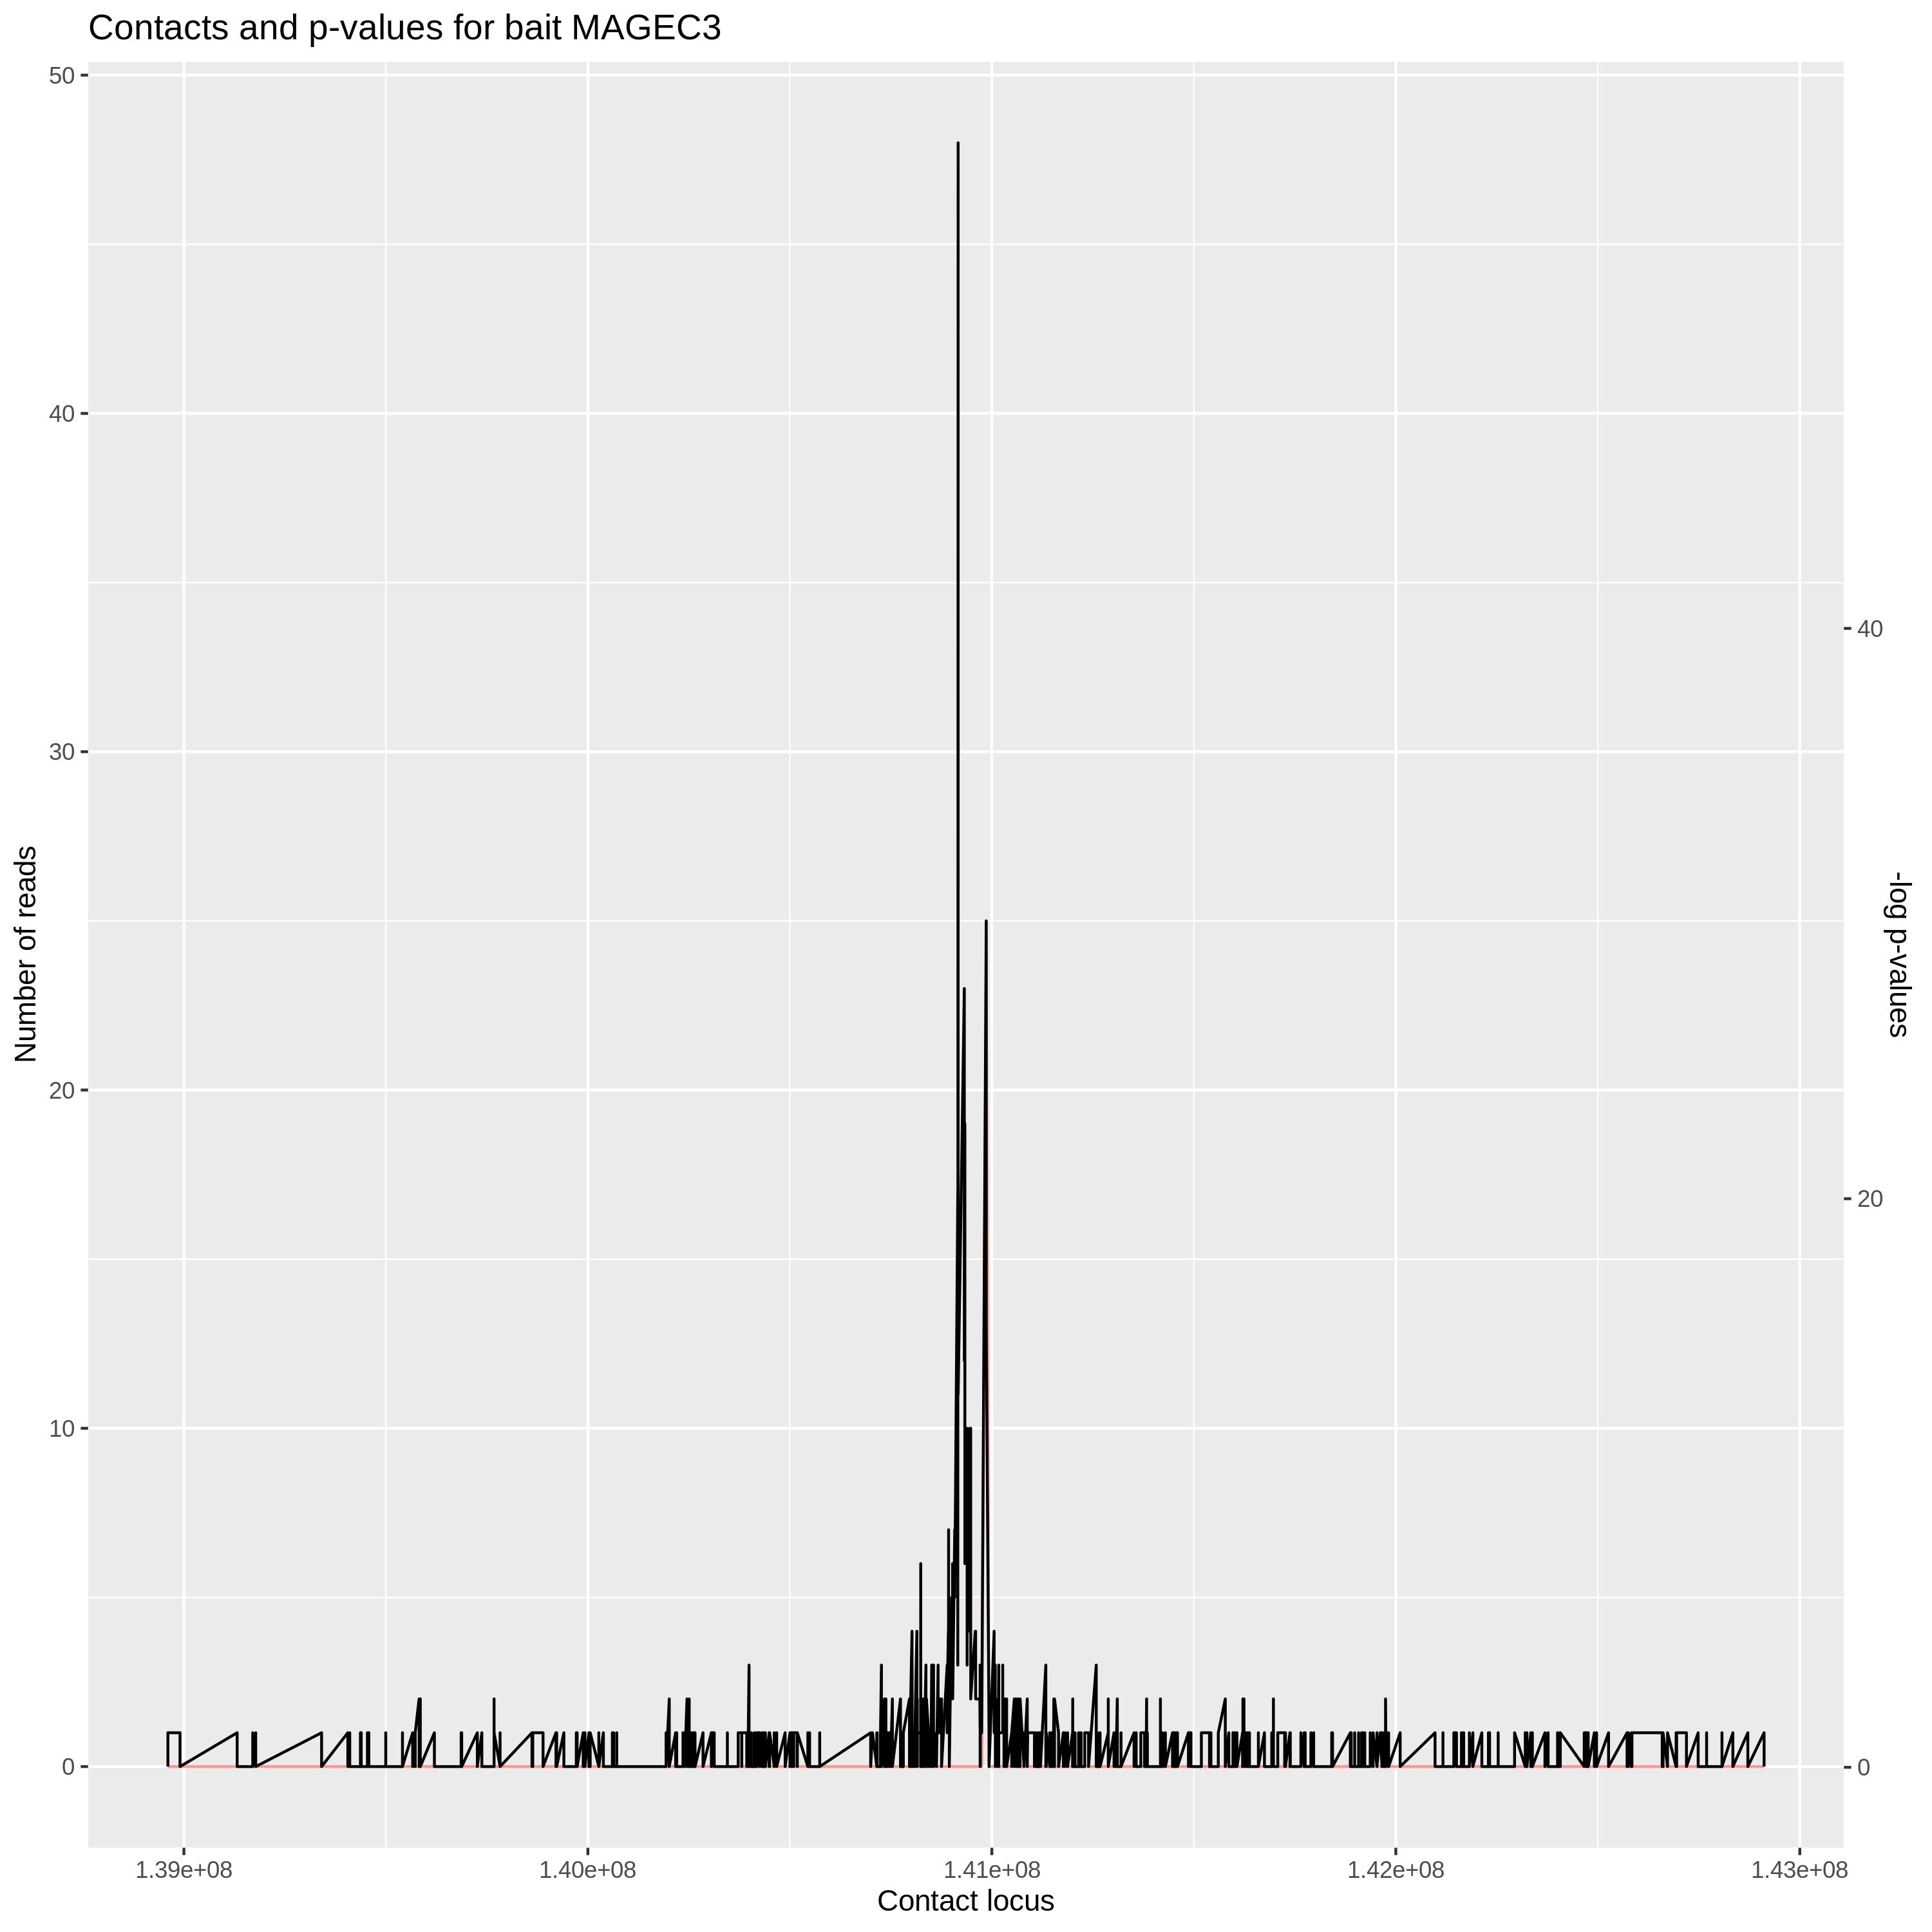 Contacts and p-values for bait MAGEC3
50
40
30
20
10
0
Number of reads
40
20
0
-log p-values
1.39e+08 1.40e+08 1.41e+08 1.42e+08 1.43e+08
Contact locus